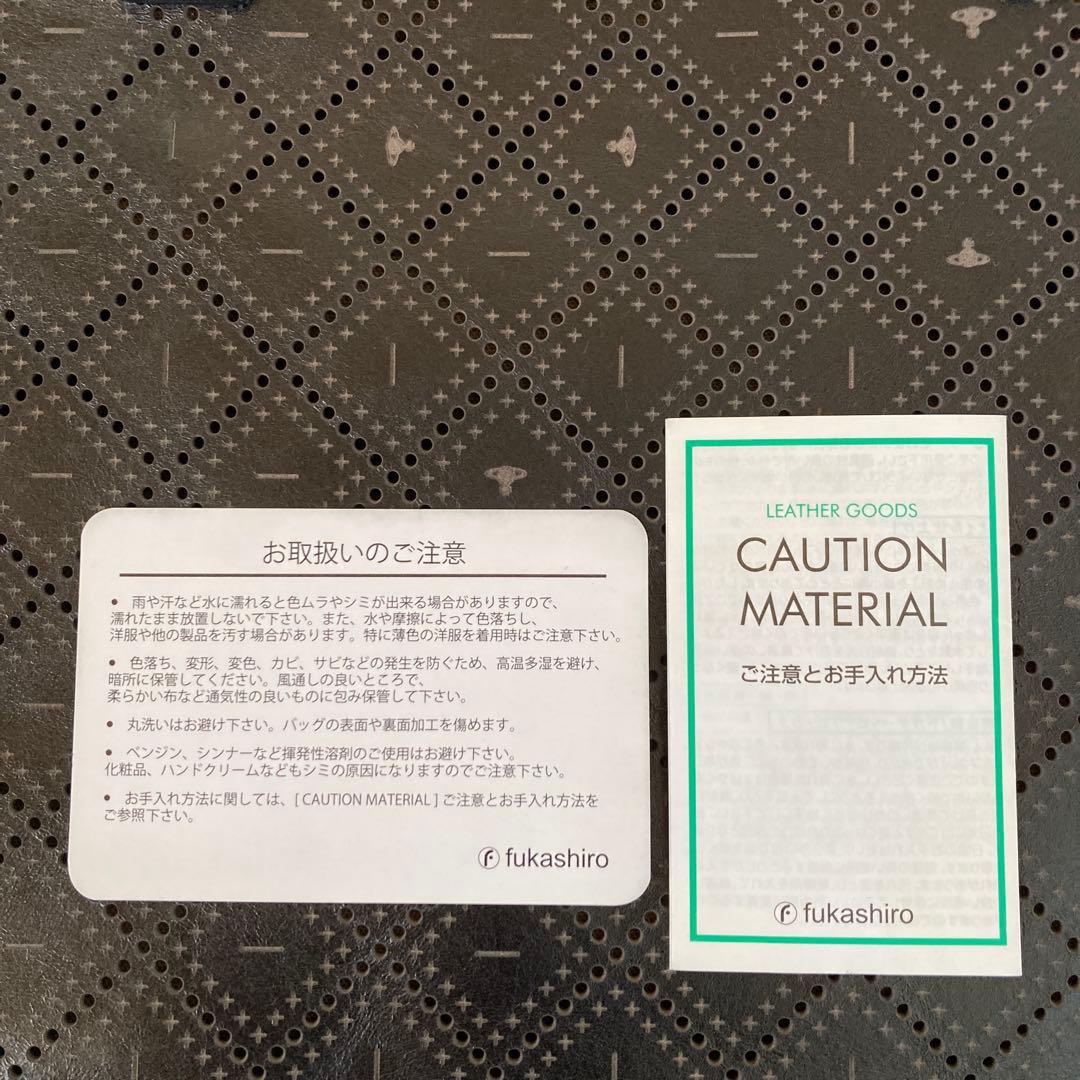 お取扱いのご注意
● 雨や汗など水に濡れると色ムラやシミが出来る場合がありますので、
濡れたまま放置しないで下さい。また、水や摩擦によって色落ちし、
洋服や他の製品を汚す場合があります。特に薄色の洋服を着用時はご注意下さい。
● 色落ち、変形、変色、カビ、サビなどの発生を防ぐため、高温多湿を避け、
暗所に保管してください。風通しの良いところで、
柔らかい布など通気性の良いものに包み保管して下さい。
● 丸洗いはお避け下さい。バッグの表面や裏面加工を傷めます。
● ベンジン、シンナーなど揮発性溶剤のご使用はお避け下さい。
化粧品、ハンドクリームなどもシミの原因になりますのでご注意下さい。
● お手入れ方法に関しては、[ CAUTION MATERIAL ] ご注意とお手入れ方法を
ご参照下さい。
fukashiro
LEATHER GOODS
CAUTION
MATERIAL
ご注意とお手入れ方法
fukashiro